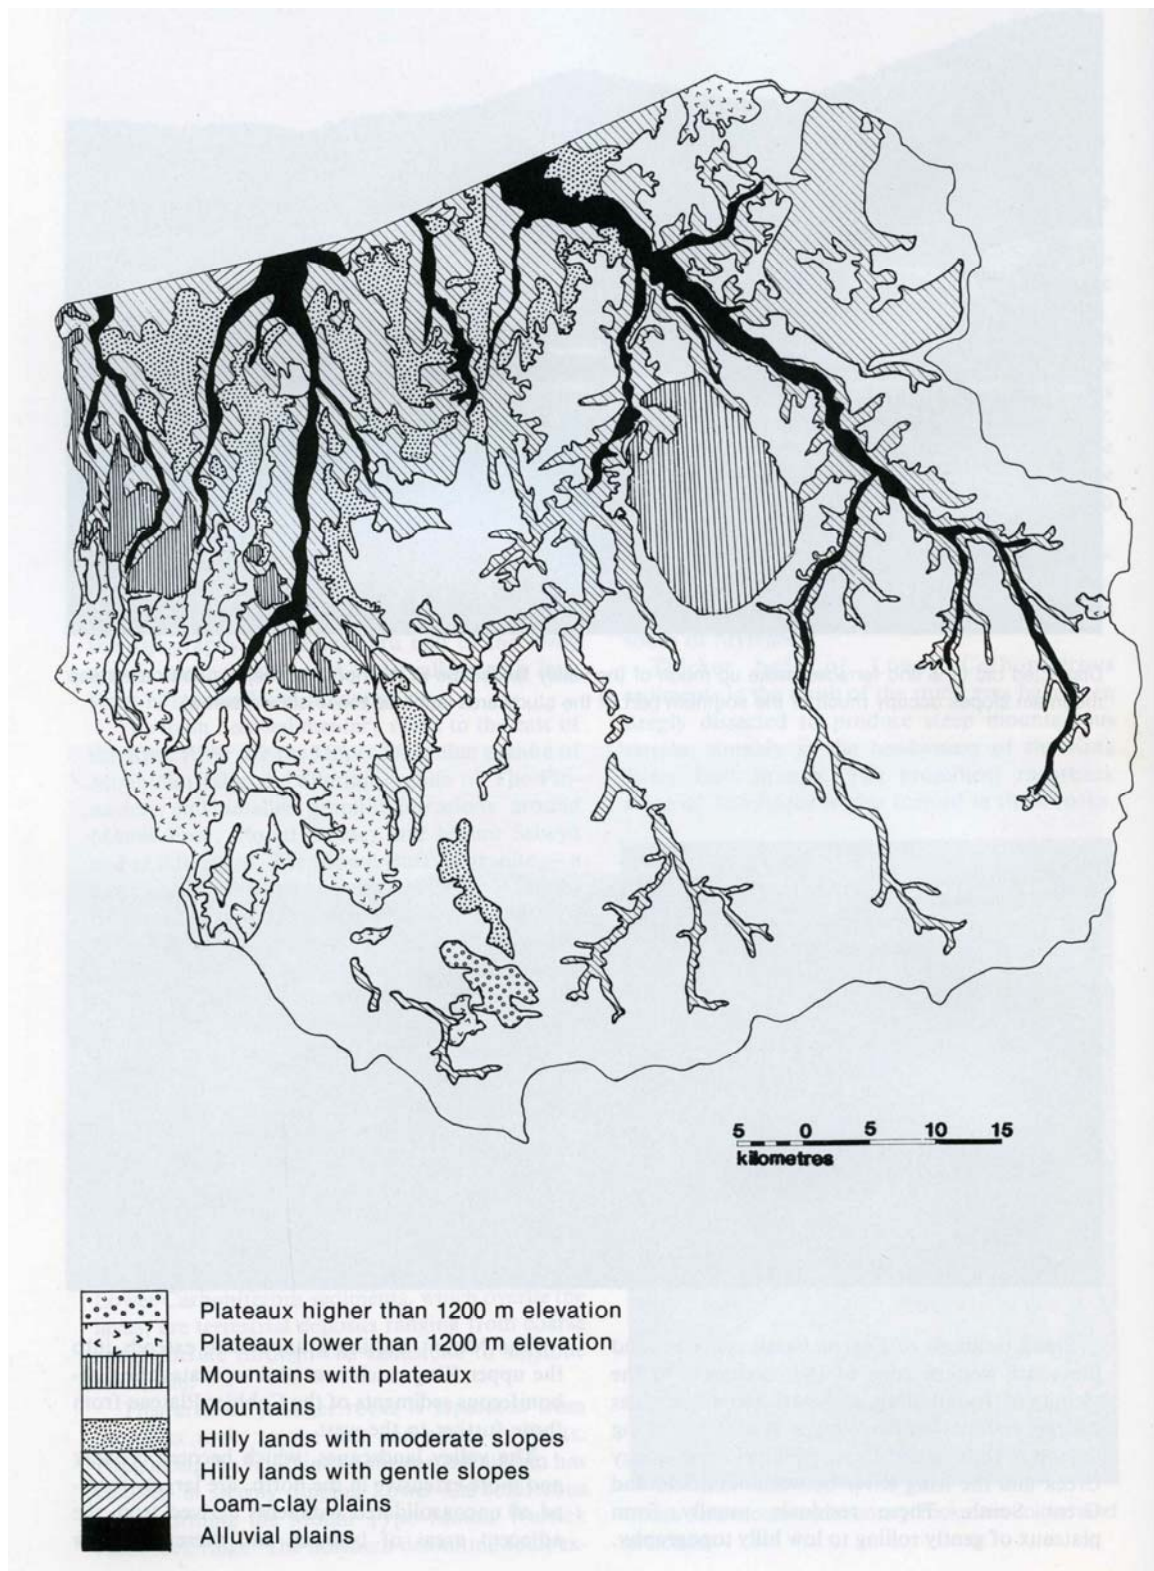 5 0 5 10 15
kilometres
Plateaux higher than 1200 m elevation
Plateaux lower than 1200 m elevation
Mountains with plateaux
Mountains
Hilly lands with moderate slopes
Hilly lands with gentle slopes
Loam-clay plains
Alluvial plains